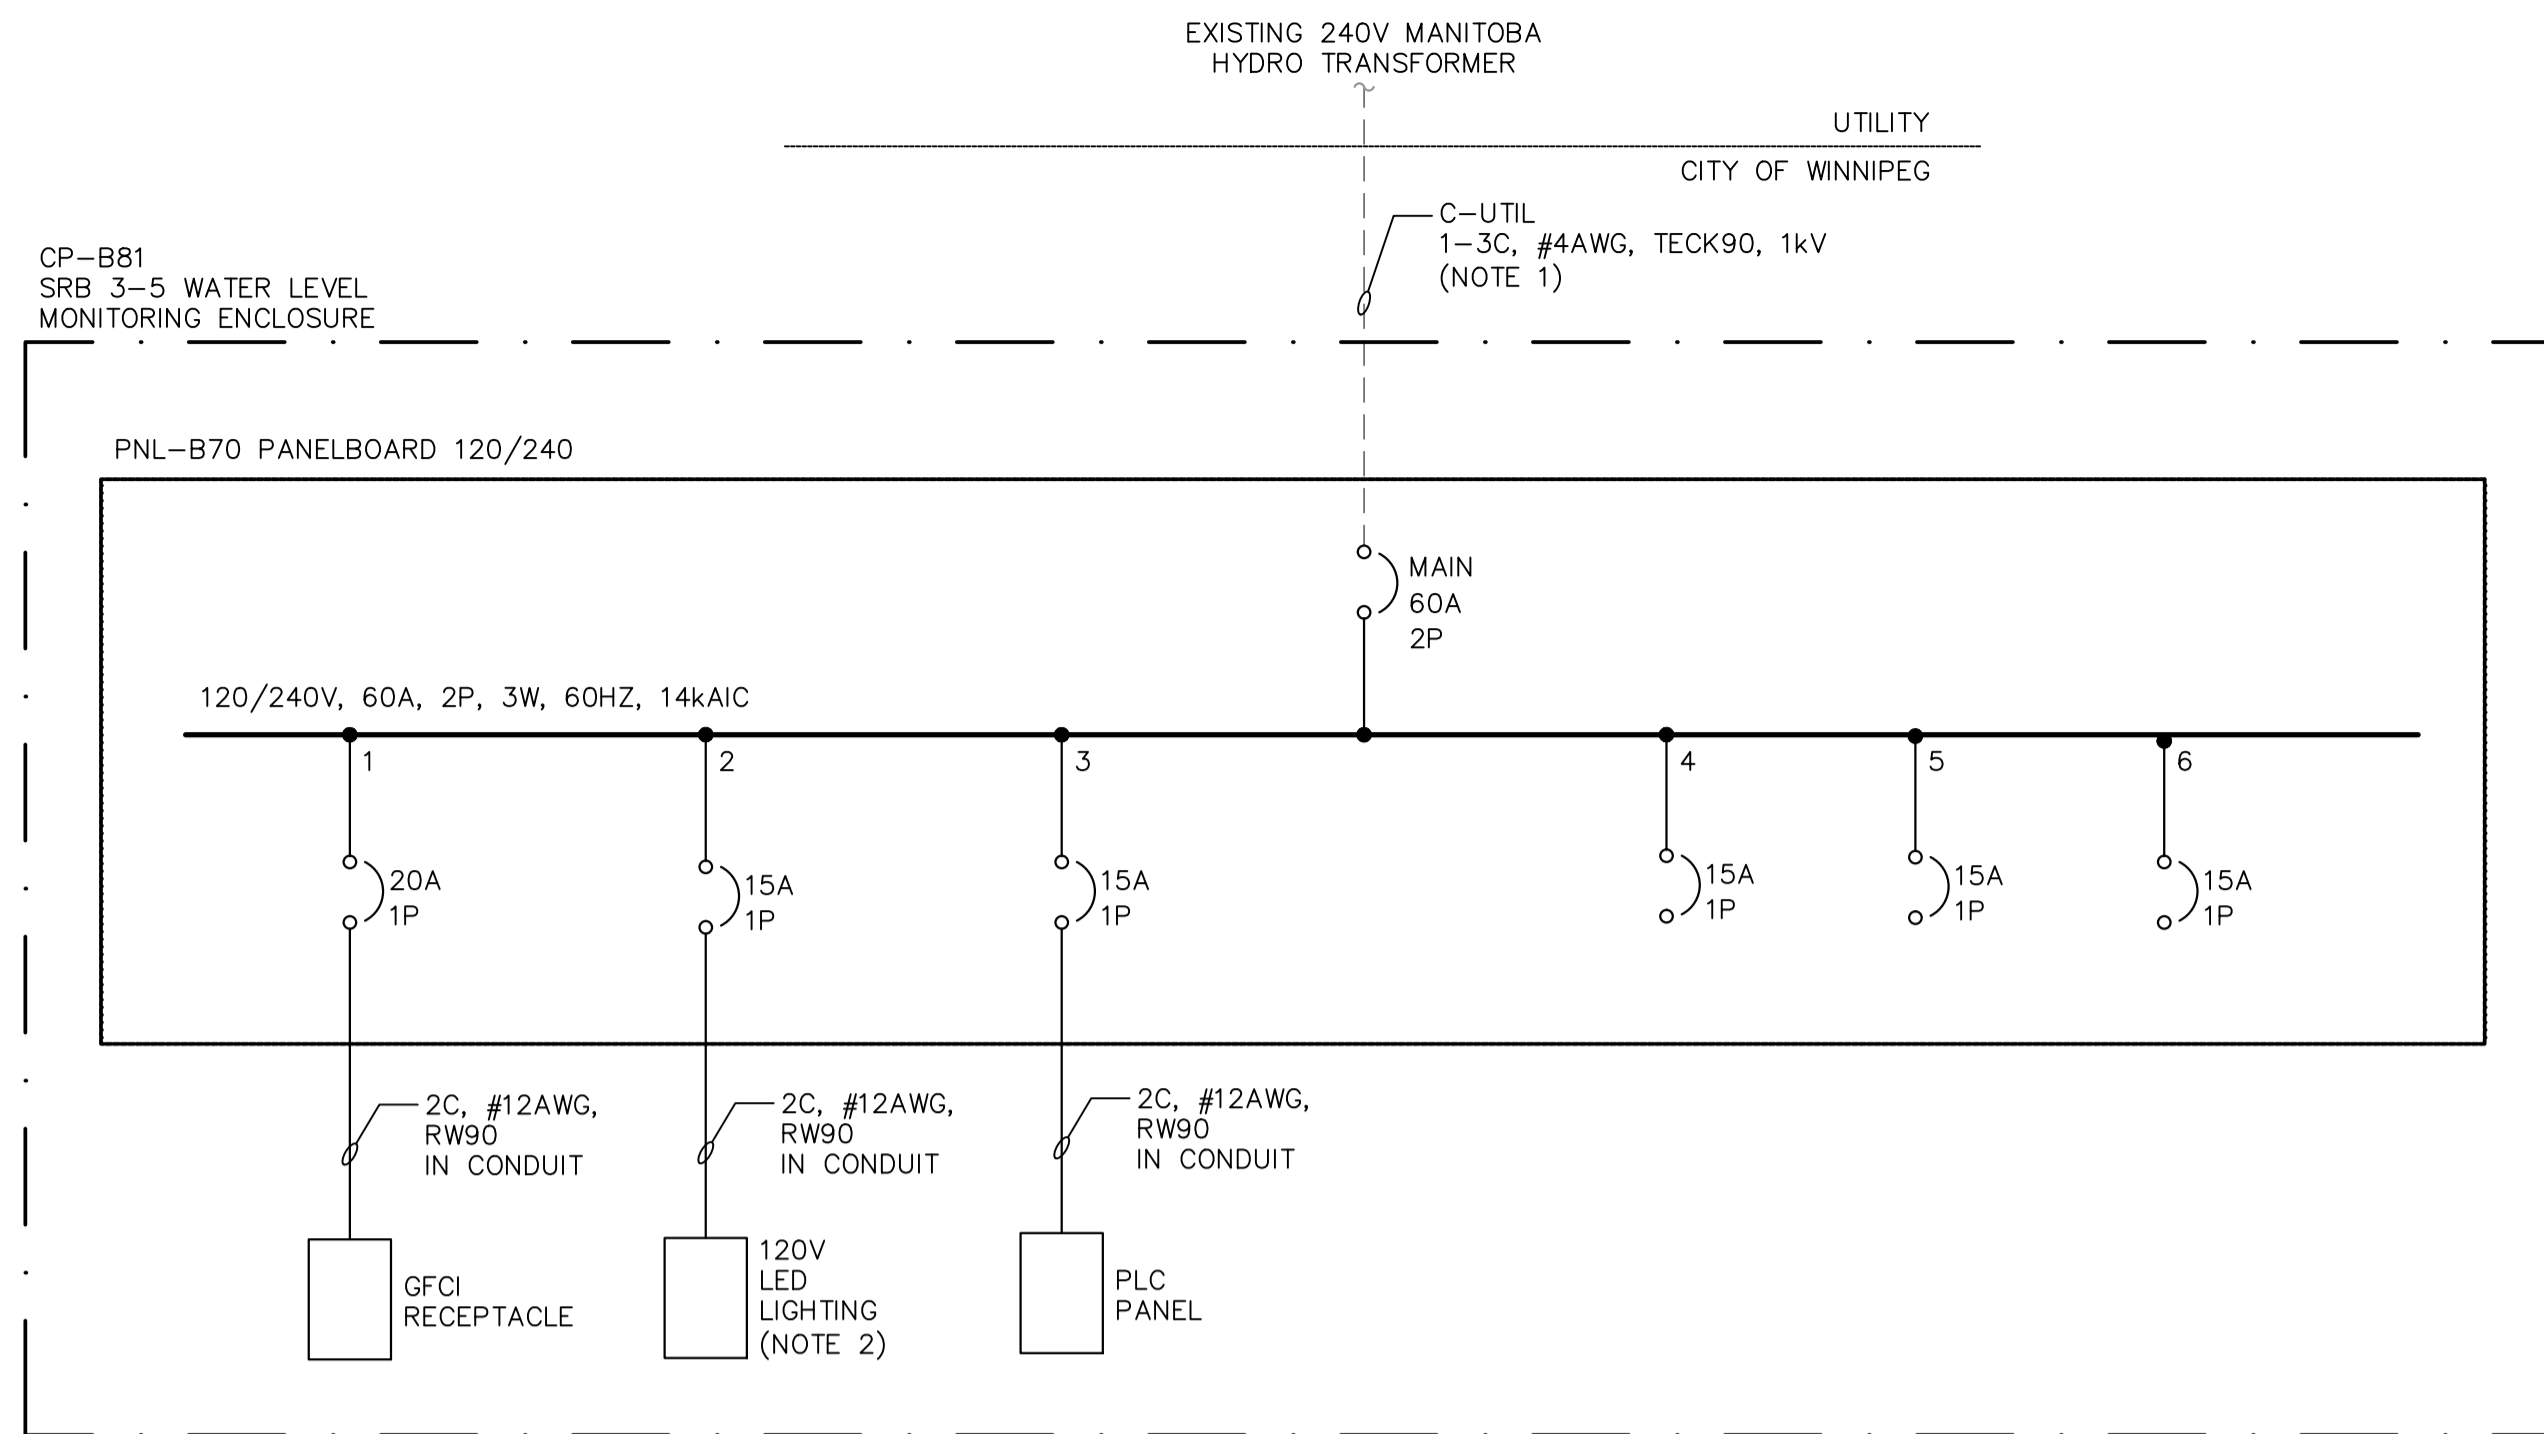 EXISTING 240V MANITOBA
HYDRO TRANSFORMER
UTILITY
CITY OF WINNIPEG
C-UTIL
1-3C, #4AWG, TECK90, 1kV
(NOTE 1)
CP-B81
SRB 3-5 WATER LEVEL
MONITORING ENCLOSURE
PNL-B70 PANELBOARD 120/240
MAIN
60A
2P
120/240V, 60A, 2P, 3W, 60HZ, 14kAIC
1
2
3
4
5
6
20A
1P
15A
1P
15A
1P
15A
1P
15A
1P
15A
1P
2C, #12AWG,
RW90
IN CONDUIT
2C, #12AWG,
RW90
IN CONDUIT
2C, #12AWG,
RW90
IN CONDUIT
GFCI
RECEPTACLE
120V
LED
LIGHTING
(NOTE 2)
PLC
PANEL